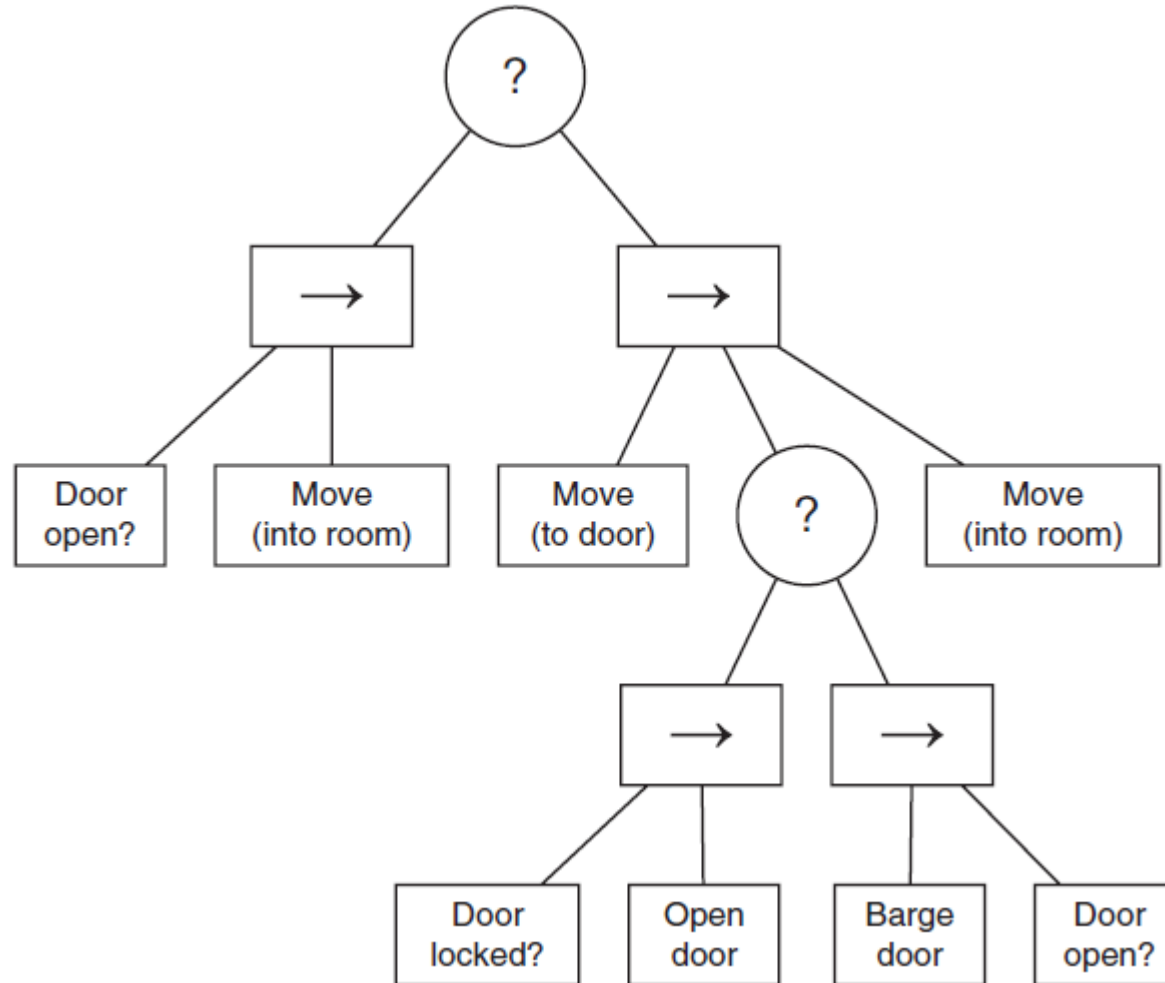 ?
→
→
Door
open?
Move
(into room)
Move
(to door)
?
Move
(into room)
→
→
Door
locked?
Open
door
Barge
door
Door
open?